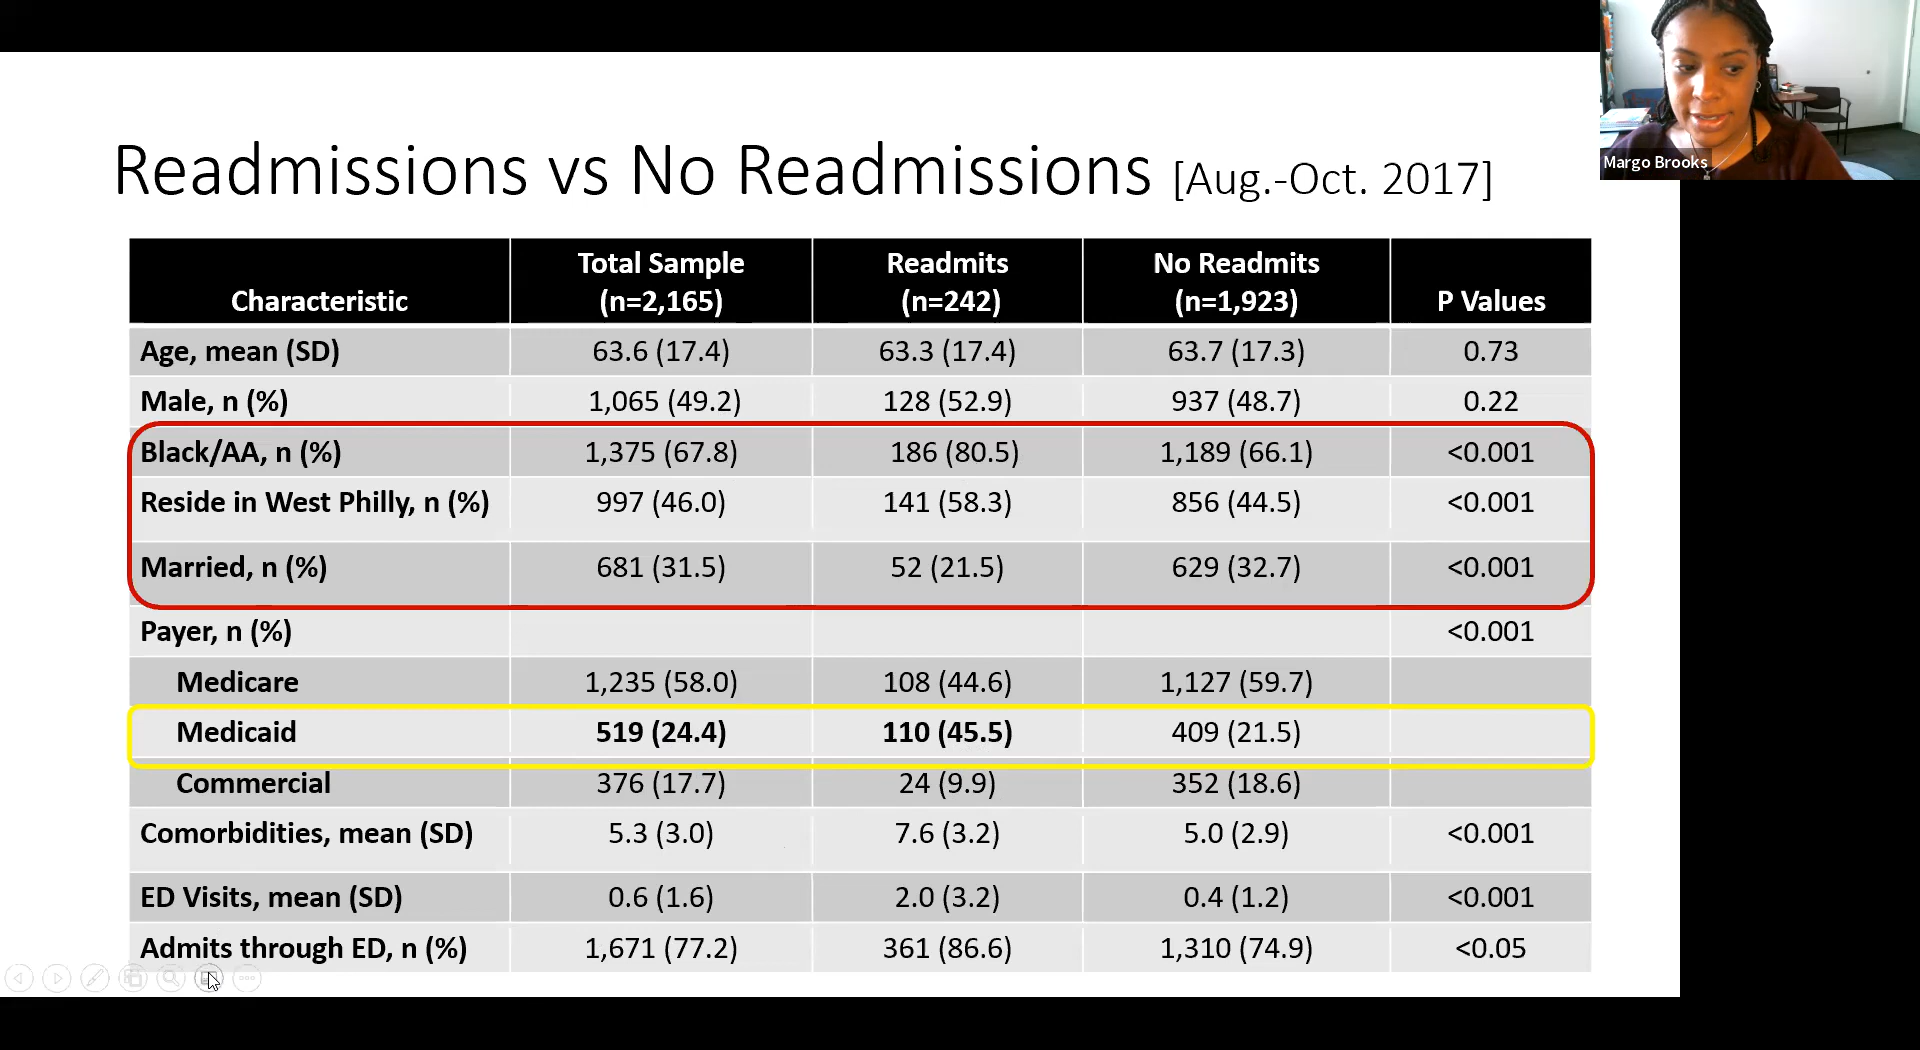 Margo Brooks
Readmissions vs No Readmissions [Aug.-Oct. 2017]
Characteristic Total Sample (n=2,165) Readmits (n=242) No Readmits (n=1,923) P Values
Age, mean (SD) 63.6 (17.4) 63.3 (17.4) 63.7 (17.3) 0.73
Male, n (%) 1,065 (49.2) 128 (52.9) 937 (48.7) 0.22
Black/AA, n (%) 1,375 (67.8) 186 (80.5) 1,189 (66.1) <0.001
Reside in West Philly, n (%) 997 (46.0) 141 (58.3) 856 (44.5) <0.001
Married, n (%) 681 (31.5) 52 (21.5) 629 (32.7) <0.001
Payer, n (%) <0.001
Medicare 1,235 (58.0) 108 (44.6) 1,127 (59.7)
Medicaid 519 (24.4) 110 (45.5) 409 (21.5)
Commercial 376 (17.7) 24 (9.9) 352 (18.6)
Comorbidities, mean (SD) 5.3 (3.0) 7.6 (3.2) 5.0 (2.9) <0.001
ED Visits, mean (SD) 0.6 (1.6) 2.0 (3.2) 0.4 (1.2) <0.001
Admits through ED, n (%) 1,671 (77.2) 361 (86.6) 1,310 (74.9) <0.05